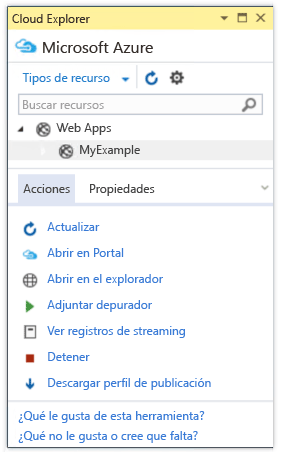 Cloud Explorer
Microsoft Azure
Tipos de recurso
Buscar recursos
Web Apps
MyExample
Acciones Propiedades
Actualizar
Abrir en Portal
Abrir en el explorador
Adjuntar depurador
Ver registros de streaming
Detener
Descargar perfil de publicación
¿Qué le gusta de esta herramienta?
¿Qué no le gusta o cree que falta?